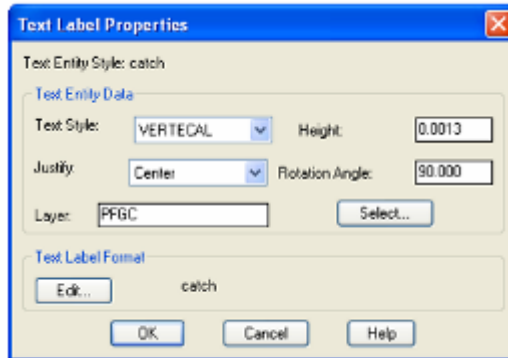 Text Label Properties
Text Entity Style: catch
Text Entity Data
Text Style: VERTECAL Height: 0.0013
Justify: Center Rotation Angle: 90.000
Layer: PFGC Select...
Text Label Format
Edit... catch
OK Cancel Help